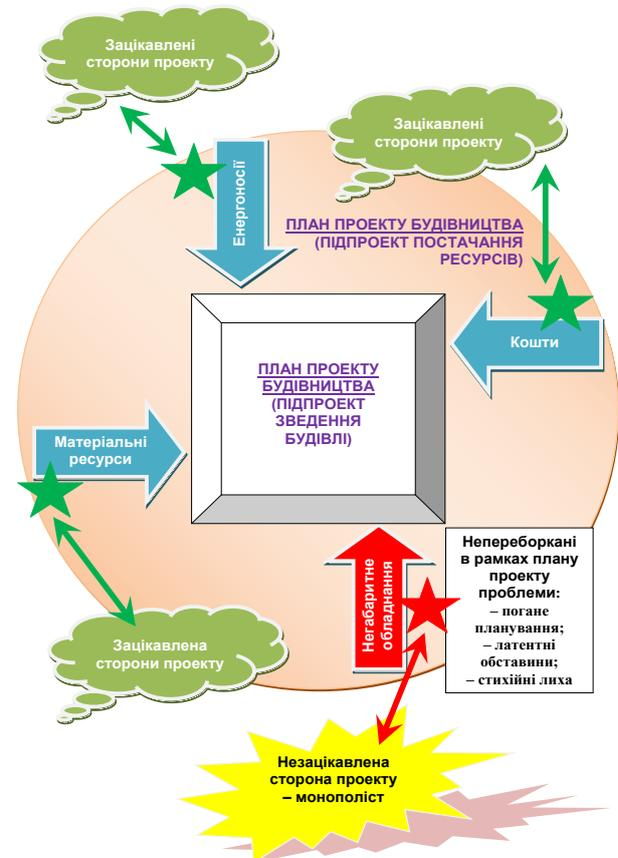 Зацікавлені
сторони проекту
Зацікавлені
сторони проекту
Енергоносії
ПЛАН ПРОЕКТУ БУДІВНИЦТВА
(ПІДПРОЕКТ ПОСТАЧАННЯ
РЕСУРСІВ)
Кошти
ПЛАН ПРОЕКТУ
БУДІВНИЦТВА
(ПІДПРОЕКТ
ЗВЕДЕННЯ
БУДІВЛІ)
Матеріальні
ресурси
Негабаритне
обладнання
Непереборкані
в рамках плану
проекту
проблеми:
– погане
планування;
– латентні
обставини;
– стихійні лиха
Зацікавлена
сторони проекту
Незацікавлена
сторона проекту
– монополіст